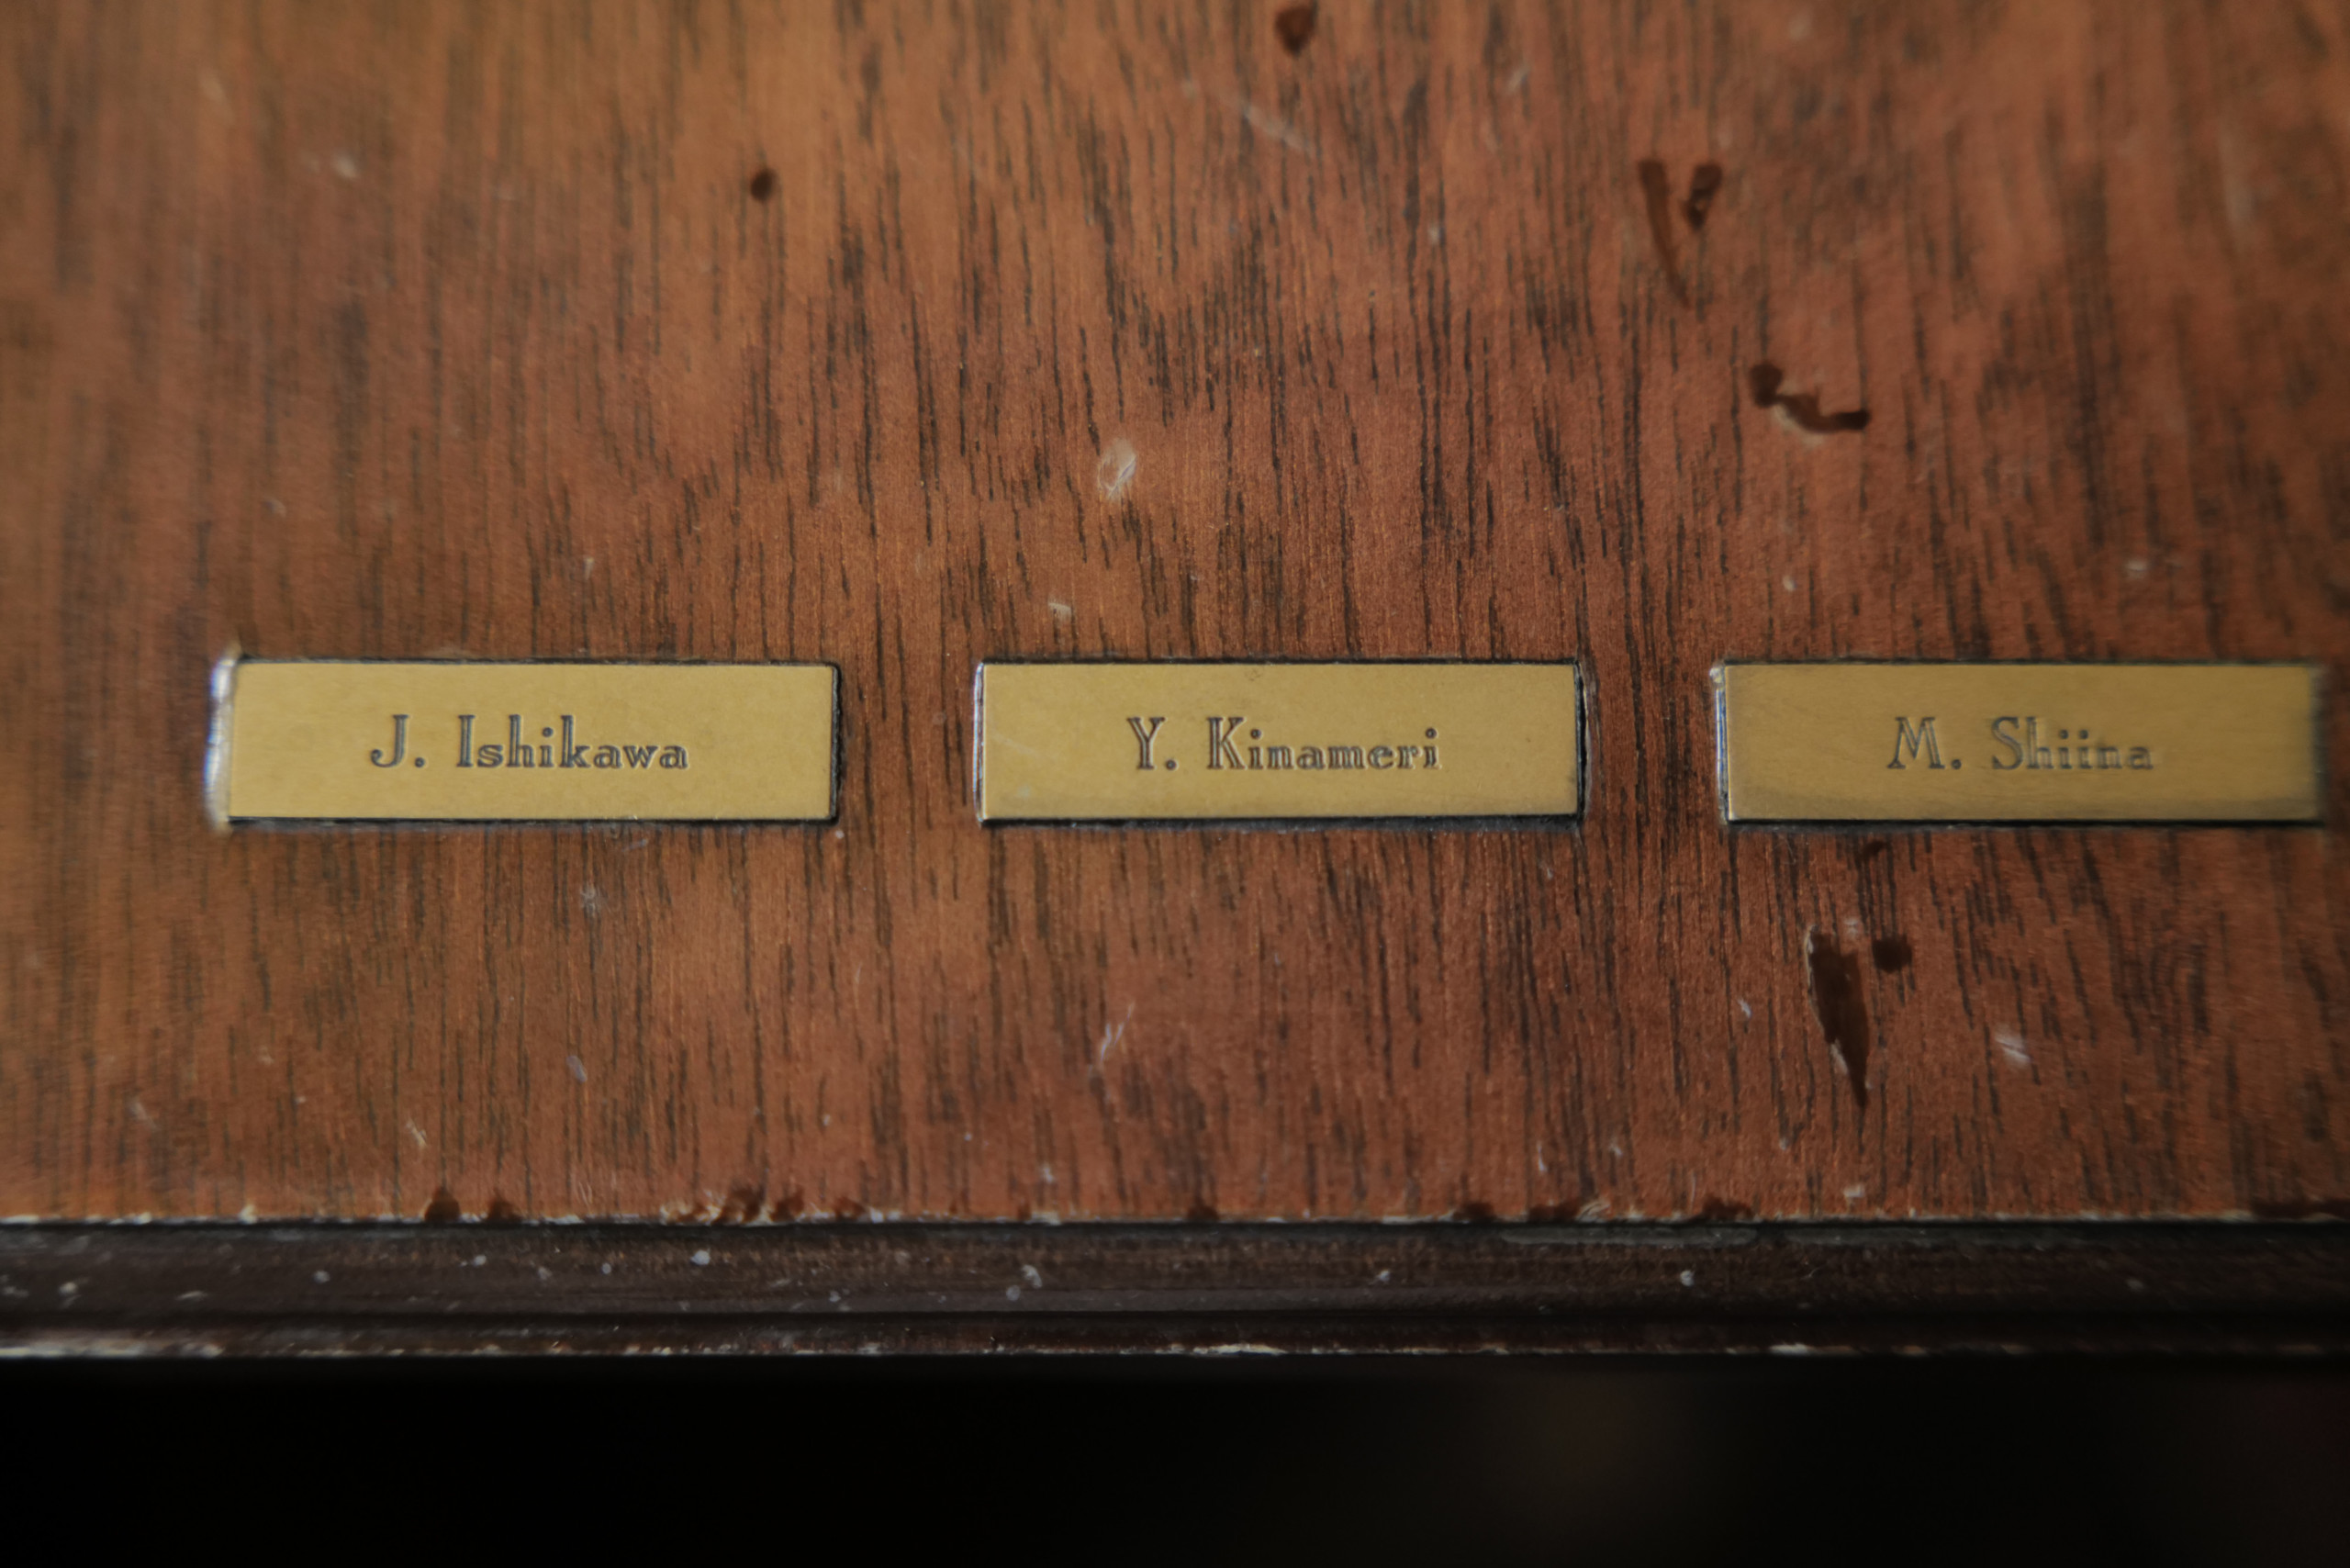 J. Ishikawa
Y. Kinameri
M. Shiina